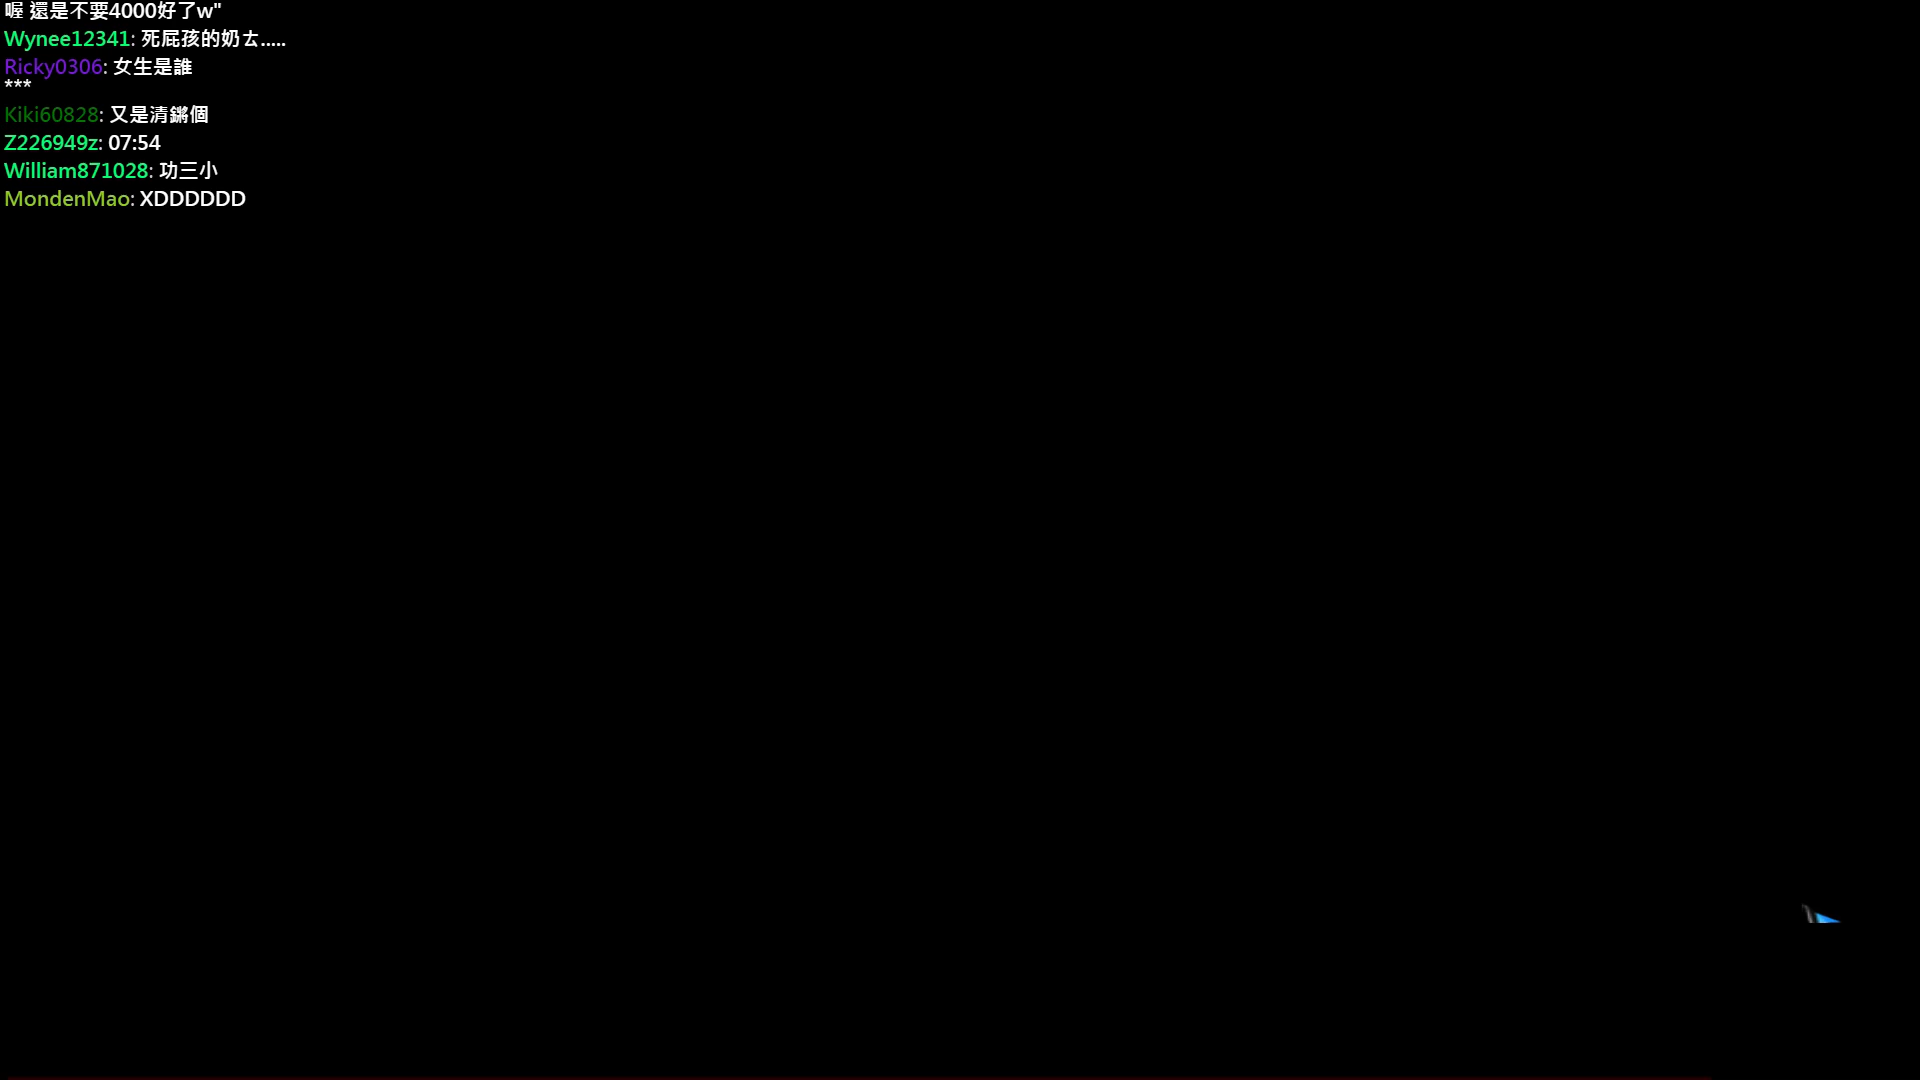 喔 還是不要4000好了w"
Wynee12341: 死屁孩的奶ㄊ.....
Ricky0306: 女生是誰
***
Kiki60828: 又是清鏘個
Z226949z: 07:54
William871028: 功三小
MondenMao: XDDDDDD